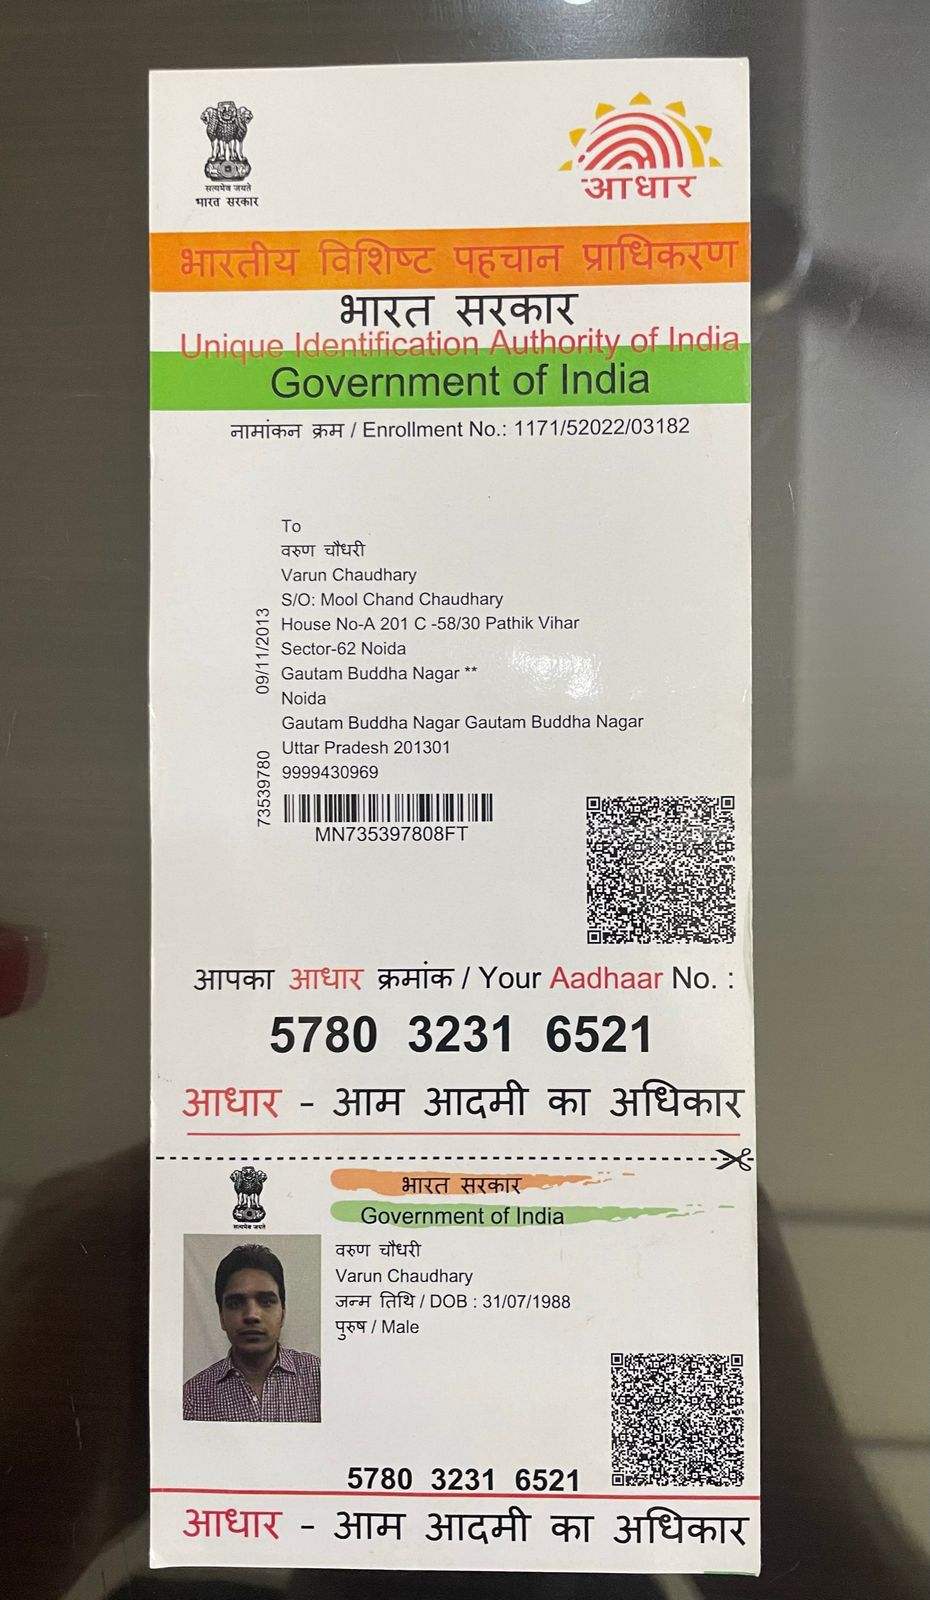 सत्यमेव जयते
भारत सरकार
आधार
भारतीय विशिष्ट पहचान प्राधिकरण
भारत सरकार
Unique Identification Authority of India
Government of India
नामांकन क्रम / Enrollment No.: 1171/52022/03182
To
वरुण चौधरी
Varun Chaudhary
S/O: Mool Chand Chaudhary
House No-A 201 C -58/30 Pathik Vihar
Sector-62 Noida
Gautam Buddha Nagar **
Noida
Gautam Buddha Nagar Gautam Buddha Nagar
Uttar Pradesh 201301
9999430969
09/11/2013
73539780
MN735397808FT
आपका आधार क्रमांक / Your Aadhaar No. :
5780 3231 6521
आधार - आम आदमी का अधिकार
सत्यमेव जयते
भारत सरकार
Government of India
वरुण चौधरी
Varun Chaudhary
जन्म तिथि / DOB : 31/07/1988
पुरुष / Male
5780 3231 6521
आधार - आम आदमी का अधिकार